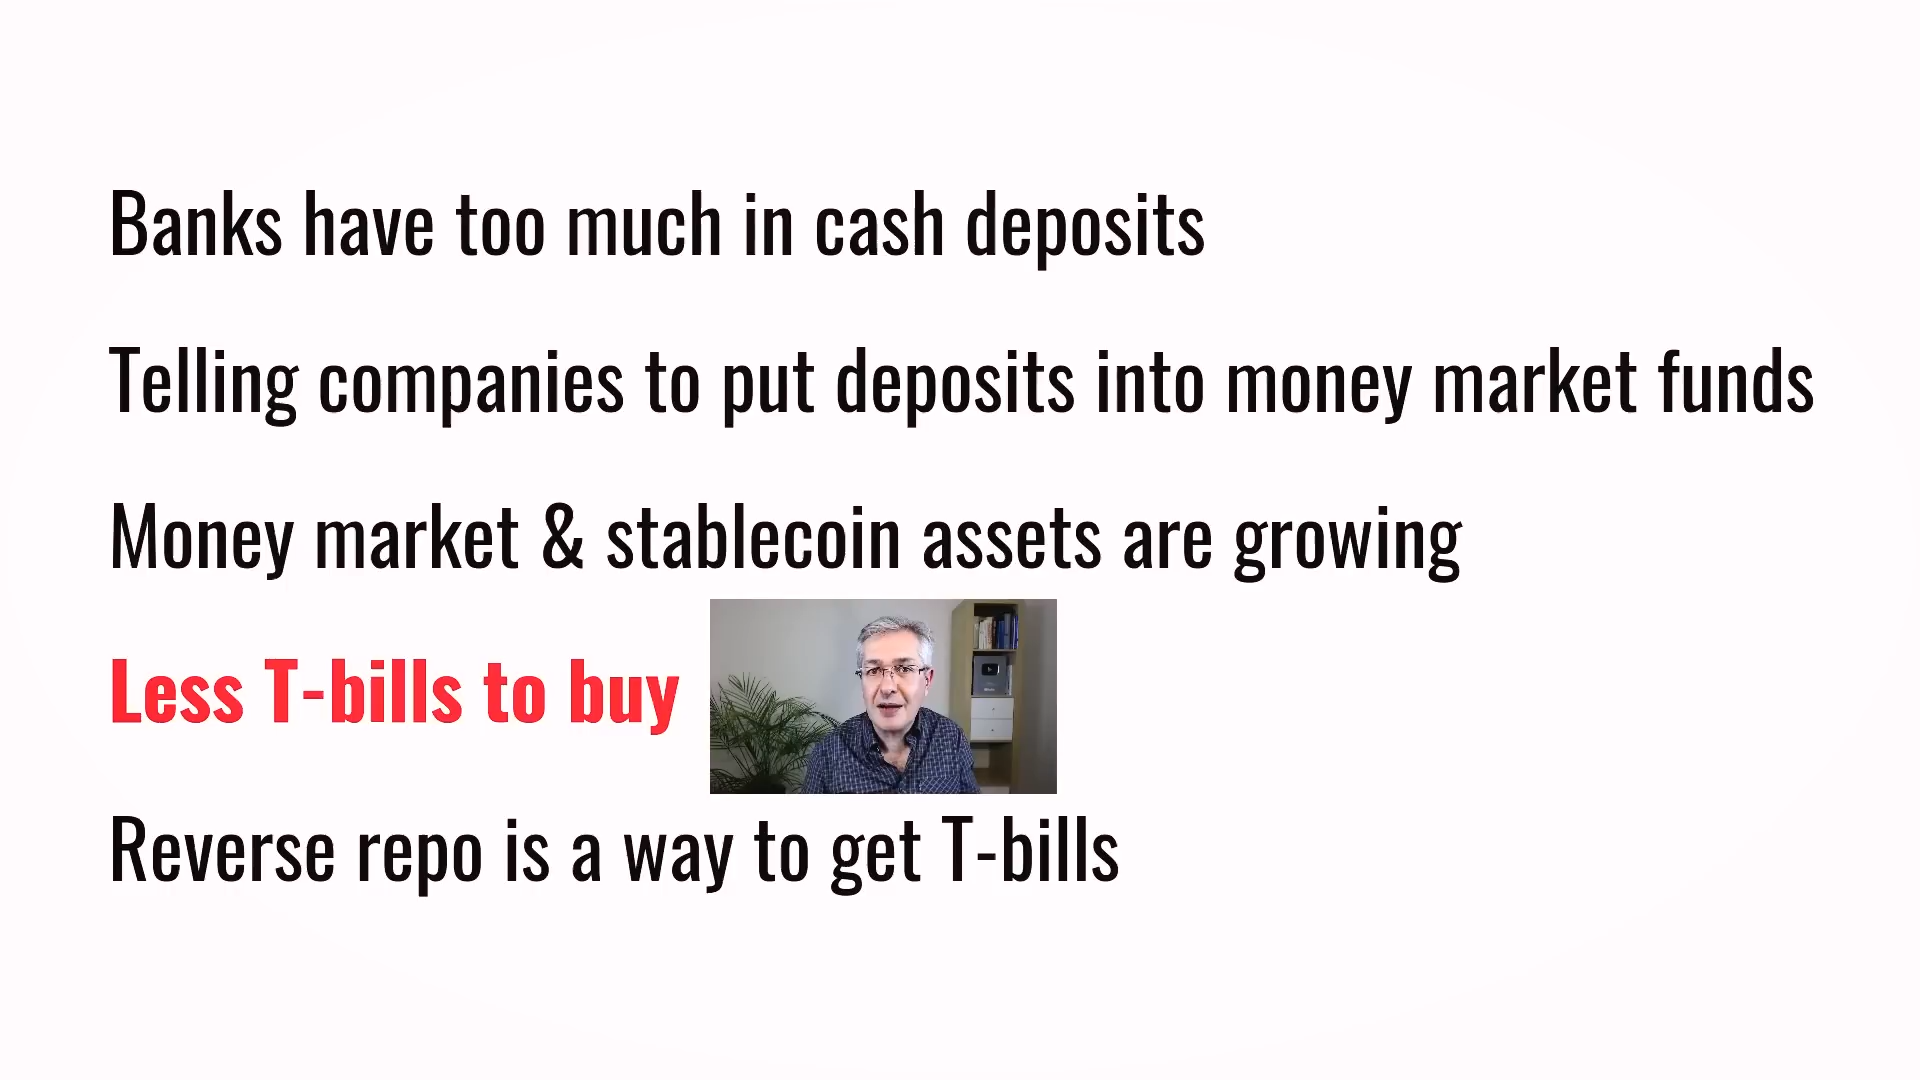 Banks have too much in cash deposits
Telling companies to put deposits into money market funds
Money market & stablecoin assets are growing
Less T-bills to buy
Reverse repo is a way to get T-bills